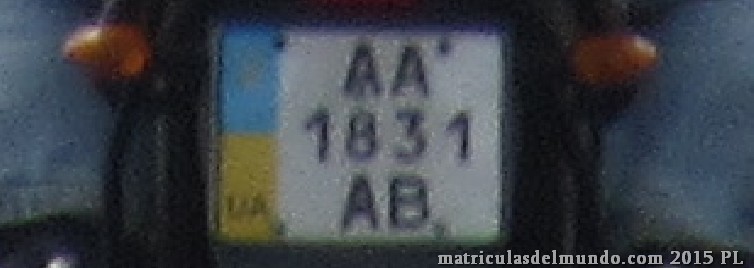 AA
1831
UA
AB
matriculasdelmundo.com 2015 PL